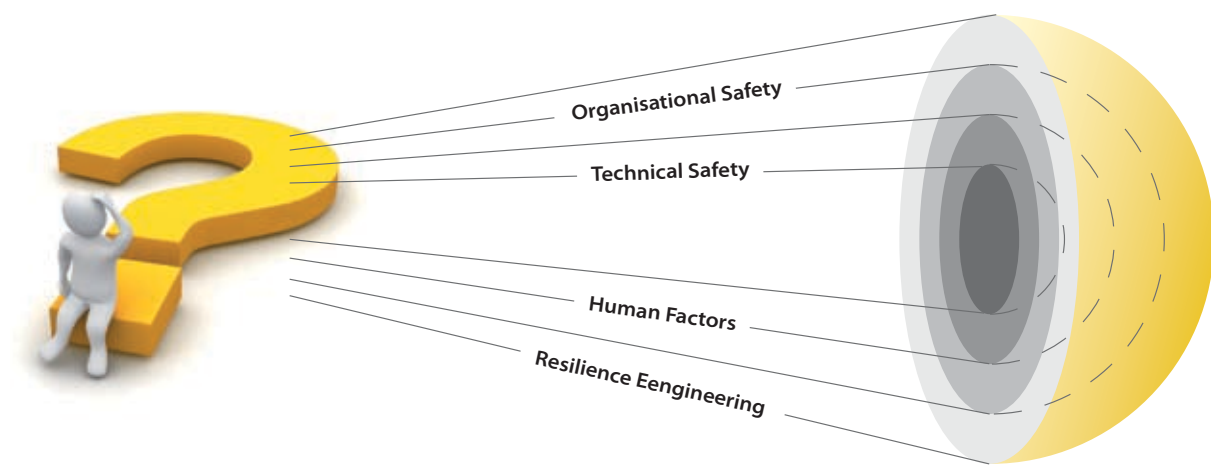 Organisational Safety
Technical Safety
Human Factors
Resilience Eengineering